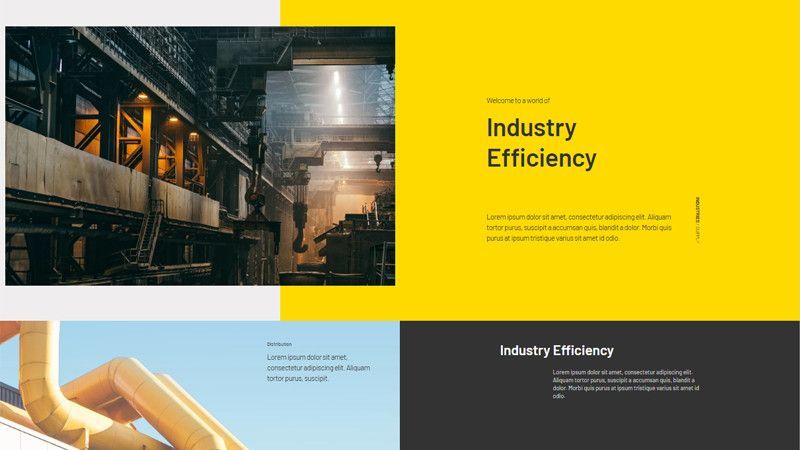 Welcome to a world of
Industry
Efficiency
Lorem ipsum dolor sit amet, consectetur adipiscing elit. Aliquam
tortor purus, suscipit a accumsan quis, blandit a dolor. Morbi quis
purus at ipsum tristique varius sit amet id odio.
INDUSTRIES
Distribution
Lorem ipsum dolor sit amet,
consectetur adipiscing elit. Aliquam
tortor purus, suscipit.
Industry Efficiency
Lorem ipsum dolor sit amet, consectetur adipiscing elit.
Aliquam tortor purus, suscipit a accumsan quis, blandit a
dolor. Morbi quis purus at ipsum tristique varius sit amet id
odio.